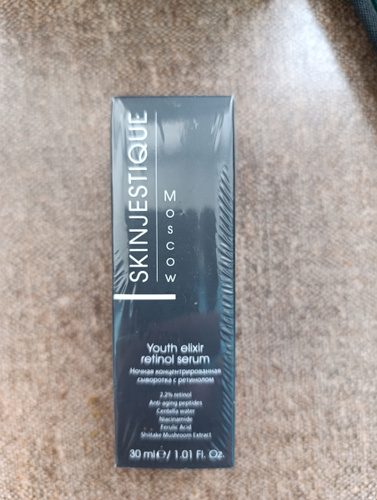 SKINJESTIQUE
Moscow
Youth elixir
retinol serum
Ночная концентрированная
сыворотка с ретинолом
2.2% retinol
Anti-aging peptides
Centella water
Niacinamide
Ferulic Acid
Shiitake Mushroom Extract
30 ml ℮ / 1.01 Fl. Oz.